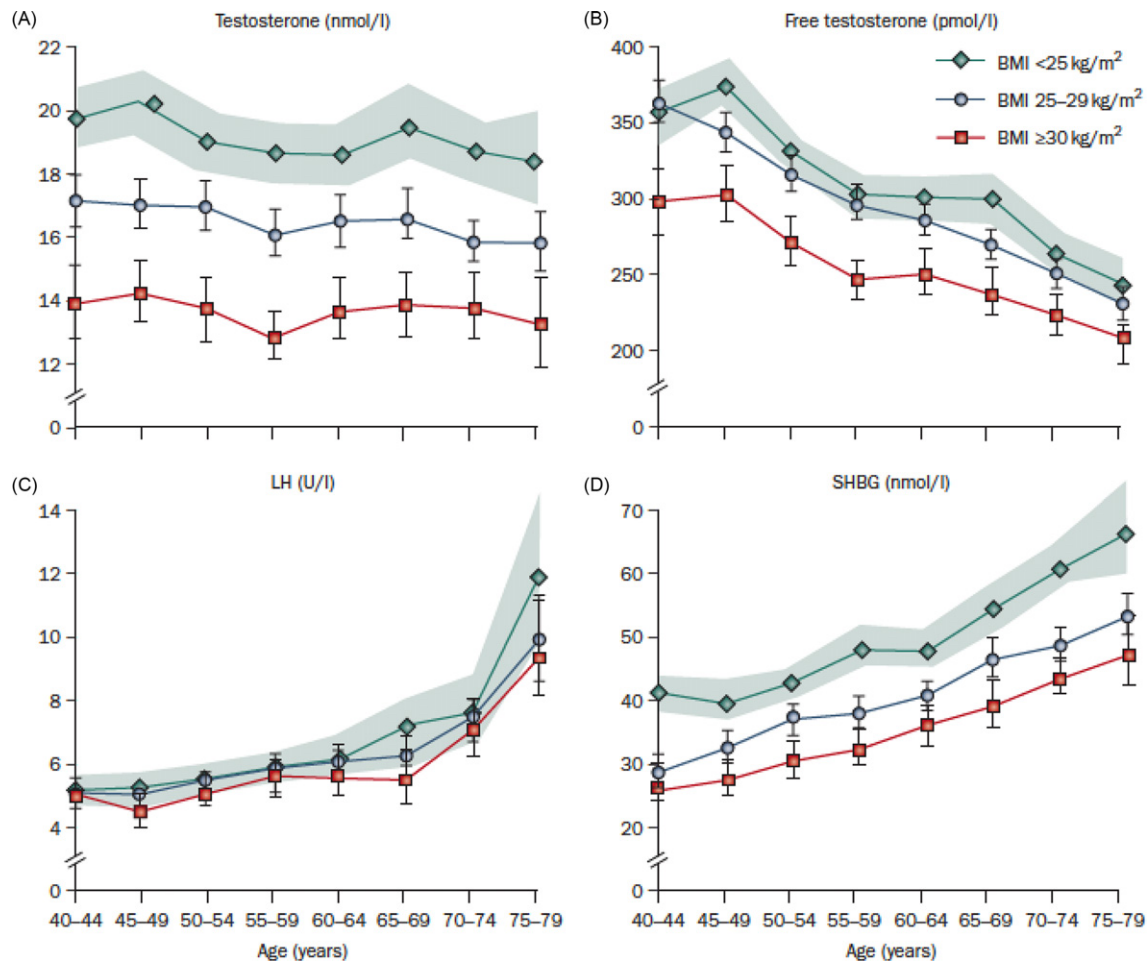 (A) Testosterone (nmol/l)
22
20
18
16
14
12
0
(B) Free testosterone (pmol/l)
400
350
300
250
200
0
BMI <25 kg/m²
BMI 25–29 kg/m²
BMI ≥30 kg/m²
(C) LH (U/l)
14
12
10
8
6
4
0
40–44 45–49 50–54 55–59 60–64 65–69 70–74 75–79
Age (years)
(D) SHBG (nmol/l)
70
60
50
40
30
20
0
40–44 45–49 50–54 55–59 60–64 65–69 70–74 75–79
Age (years)